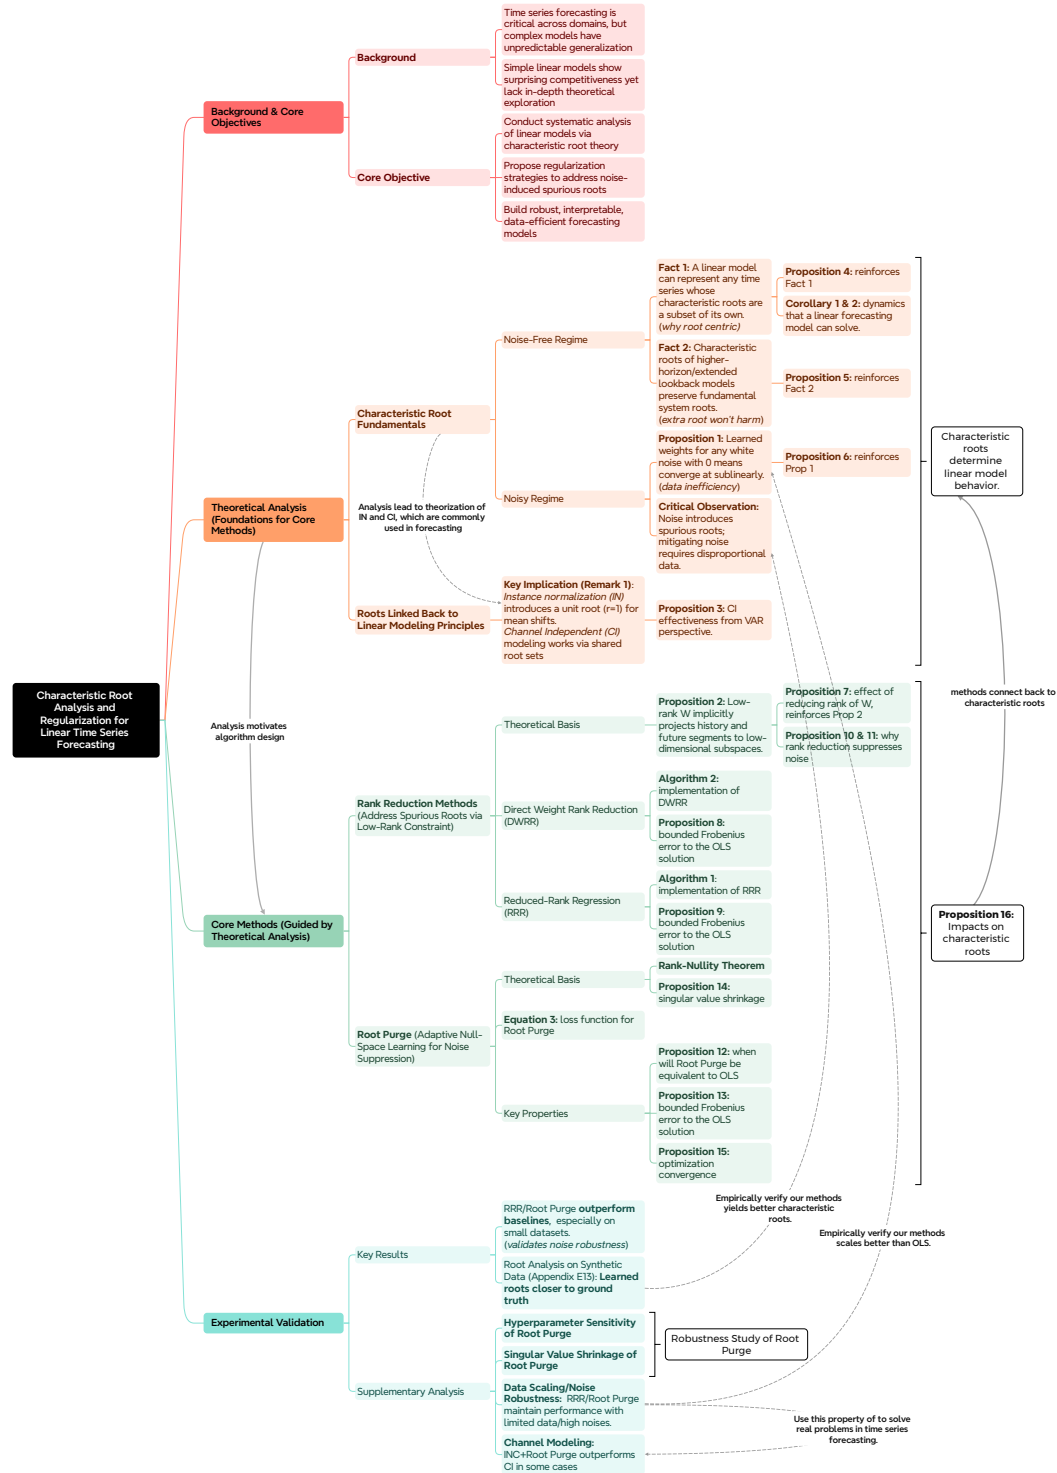 Characteristic Root
Analysis and
Regularization for
Linear Time Series
Forecasting
Background & Core
Objectives
Background
Time series forecasting is
critical across domains, but
complex models have
unpredictable generalization
Simple linear models show
surprising competitiveness yet
lack in-depth theoretical
exploration
Core Objective
Conduct systematic analysis
of linear models via
characteristic root theory
Propose regularization
strategies to address noise-
induced spurious roots
Build robust, interpretable,
data-efficient forecasting
models
Theoretical Analysis
(Foundations for Core
Methods)
Characteristic Root
Fundamentals
Noise-Free Regime
Fact 1: A linear model
can represent any time
series whose
characteristic roots are
a subset of its own.
(why root centric)
Proposition 4: reinforces
Fact 1
Corollary 1 & 2: dynamics
that a linear forecasting
model can solve.
Fact 2: Characteristic
roots of higher-
horizon/extended
lookback models
preserve fundamental
system roots.
(extra root won't harm)
Proposition 5: reinforces
Fact 2
Noisy Regime
Proposition 1: Learned
weights for any white
noise with 0 means
converge at sublinearly.
(data inefficiency)
Proposition 6: reinforces
Prop 1
Critical Observation:
Noise introduces
spurious roots;
mitigating noise
requires disproportional
data.
Analysis lead to theorization of
IN and CI, which are commonly
used in forecasting
Roots Linked Back to
Linear Modeling Principles
Key Implication (Remark 1):
Instance normalization (IN)
introduces a unit root (r=1) for
mean shifts.
Channel Independent (CI)
modeling works via shared
root sets
Proposition 3: CI
effectiveness from VAR
perspective.
Characteristic
roots
determine
linear model
behavior.
methods connect back to
characteristic roots
Proposition 16:
Impacts on
characteristic
roots
Analysis motivates
algorithm design
Core Methods (Guided by
Theoretical Analysis)
Rank Reduction Methods
(Address Spurious Roots via
Low-Rank Constraint)
Theoretical Basis
Proposition 2: Low-
rank W implicitly
projects history and
future segments to low-
dimensional subspaces.
Proposition 7: effect of
reducing rank of W,
reinforces Prop 2
Proposition 10 & 11: why
rank reduction suppresses
noise
Direct Weight Rank Reduction
(DWRR)
Algorithm 2:
implementation of
DWRR
Proposition 8:
bounded Frobenius
error to the OLS
solution
Reduced-Rank Regression
(RRR)
Algorithm 1:
implementation of RRR
Proposition 9:
bounded Frobenius
error to the OLS
solution
Root Purge (Adaptive Null-
Space Learning for Noise
Suppression)
Theoretical Basis
Rank-Nullity Theorem
Proposition 14:
singular value shrinkage
Equation 3: loss function for
Root Purge
Key Properties
Proposition 12: when
will Root Purge be
equivalent to OLS
Proposition 13:
bounded Frobenius
error to the OLS
solution
Proposition 15:
optimization
convergence
Empirically verify our methods
yields better characteristic
roots.
Empirically verify our methods
scales better than OLS.
Experimental Validation
Key Results
RRR/Root Purge outperform
baselines, especially on
small datasets.
(validates noise robustness)
Root Analysis on Synthetic
Data (Appendix E13): Learned
roots closer to ground
truth
Supplementary Analysis
Hyperparameter Sensitivity
of Root Purge
Singular Value Shrinkage of
Root Purge
Robustness Study of Root
Purge
Data Scaling/Noise
Robustness: RRR/Root Purge
maintain performance with
limited data/high noises.
Channel Modeling:
INC+Root Purge outperforms
CI in some cases
Use this property of to solve
real problems in time series
forecasting.